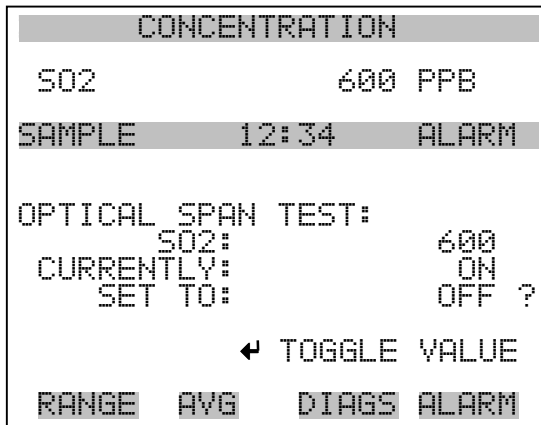 CONCENTRATION
SO2 600 PPB
SAMPLE 12:34 ALARM
OPTICAL SPAN TEST:
SO2: 600
CURRENTLY: ON
SET TO: OFF ?
↵ TOGGLE VALUE
RANGE AVG DIAGS ALARM